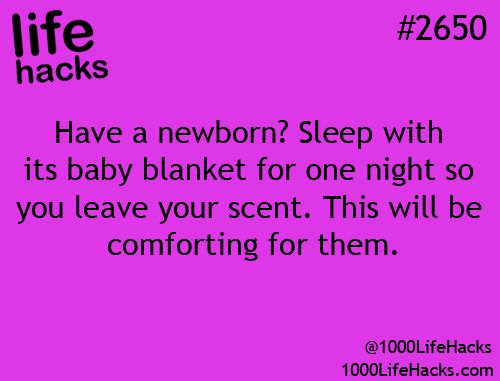 life
hacks
#2650
Have a newborn? Sleep with
its baby blanket for one night so
you leave your scent. This will be
comforting for them.
@1000LifeHacks
1000LifeHacks.com